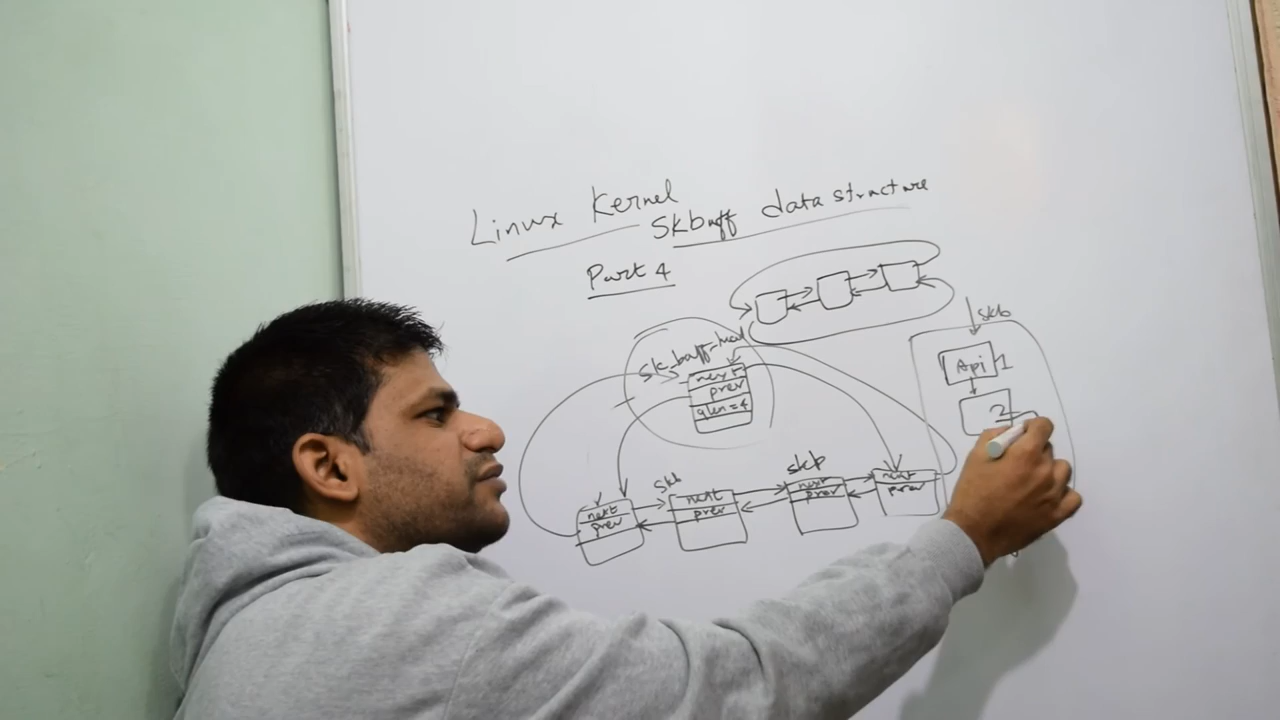 Linux Kernel
Skbuff data structure
Part 4
skb
sk_buff_head
Api 1
next
prev
qlen=4
2
skb
skb
next
prev
next
prev
next
prev
next
prev